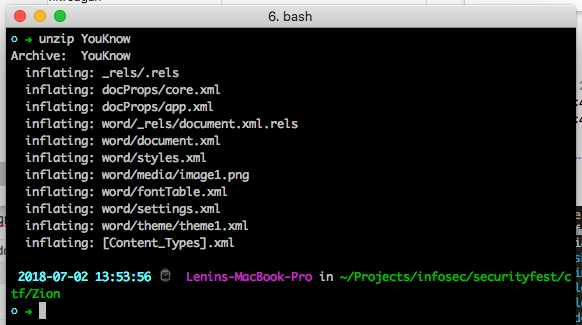 6. bash
○ → unzip YouKnow
Archive:  YouKnow
  inflating: _rels/.rels
  inflating: docProps/core.xml
  inflating: docProps/app.xml
  inflating: word/_rels/document.xml.rels
  inflating: word/document.xml
  inflating: word/styles.xml
  inflating: word/media/image1.png
  inflating: word/fontTable.xml
  inflating: word/settings.xml
  inflating: word/theme/theme1.xml
  inflating: [Content_Types].xml
2018-07-02 13:53:56 Lenins-MacBook-Pro in ~/Projects/infosec/securityfest/c
tf/Zion
○ →